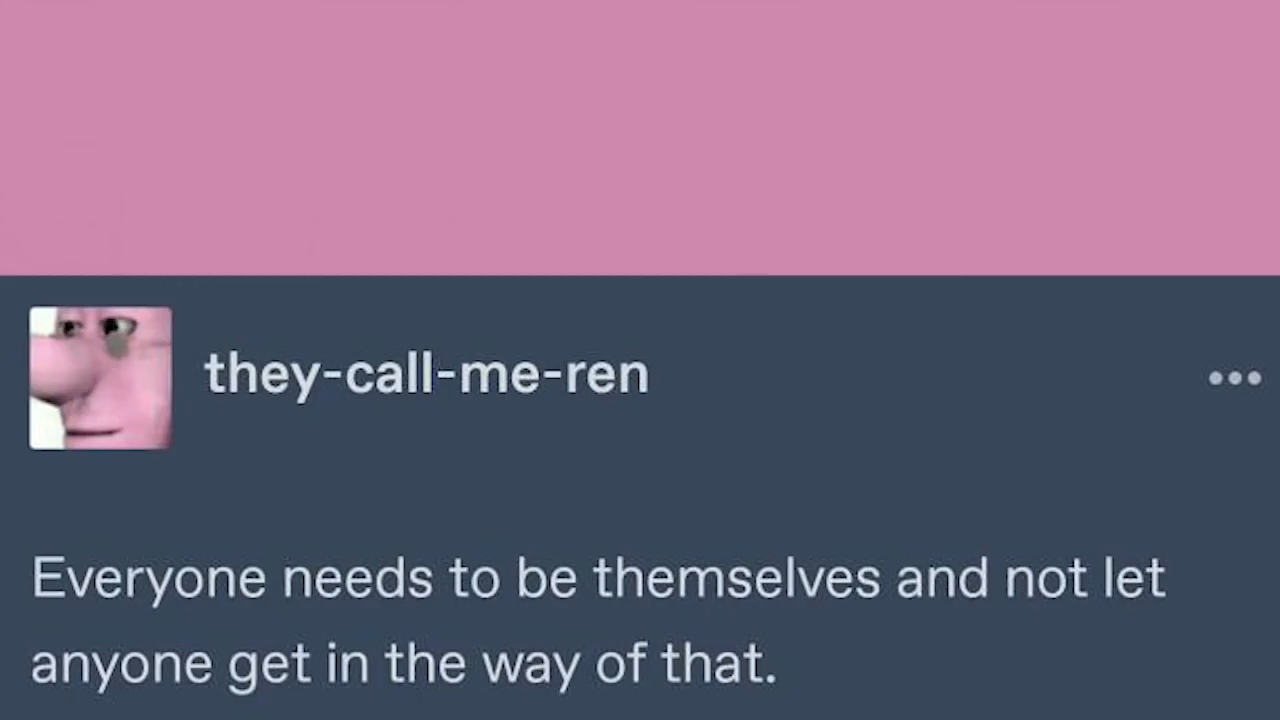 they-call-me-ren
Everyone needs to be themselves and not let
anyone get in the way of that.